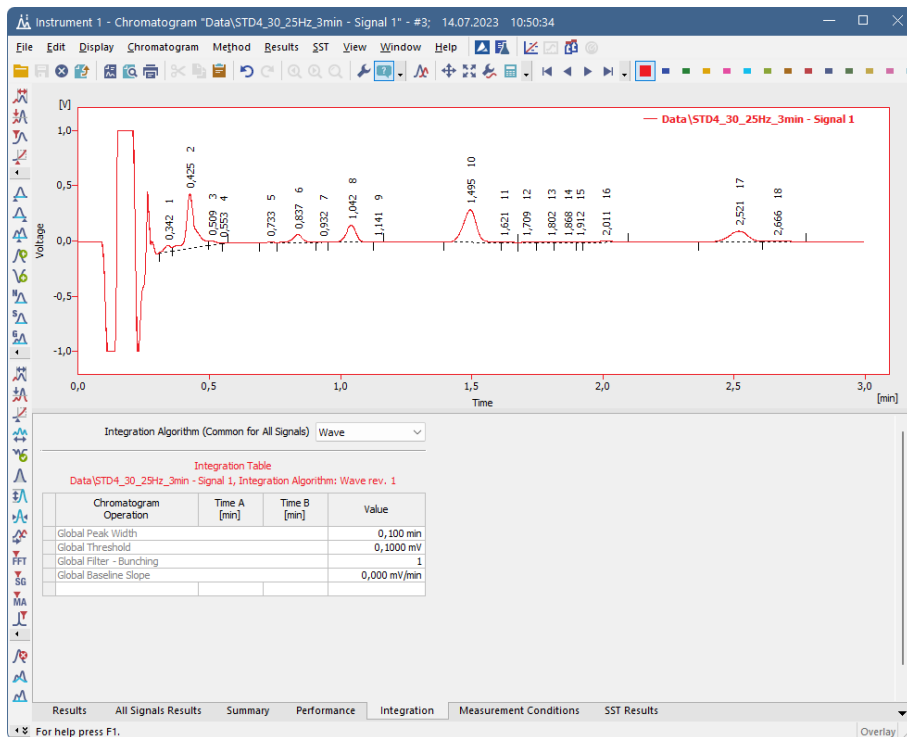 Instrument 1 - Chromatogram "Data\STD4_30_25Hz_3min - Signal 1" - #3;  14.07.2023  10:50:34
File Edit Display Chromatogram Method Results SST View Window Help
[V]
Data\STD4_30_25Hz_3min - Signal 1
1,0
0,5
0,0
-0,5
-1,0
Voltage
0,342 1
0,425 2
0,509 3
0,553 4
0,733 5
0,837 6
0,932 7
1,042 8
1,141 9
1,495 10
1,621 11
1,709 12
1,802 13
1,868 14
1,912 15
2,011 16
2,521 17
2,666 18
0,0 0,5 1,0 1,5 2,0 2,5 3,0
Time
[min]
N
S
G
FFT
SG
MA
Integration Algorithm (Common for All Signals) Wave
Integration Table
Data\STD4_30_25Hz_3min - Signal 1, Integration Algorithm: Wave rev. 1
Chromatogram Operation Time A [min] Time B [min] Value
Global Peak Width 0,100 min
Global Threshold 0,1000 mV
Global Filter - Bunching 1
Global Baseline Slope 0,000 mV/min
Results All Signals Results Summary Performance Integration Measurement Conditions SST Results
For help press F1. Overlay